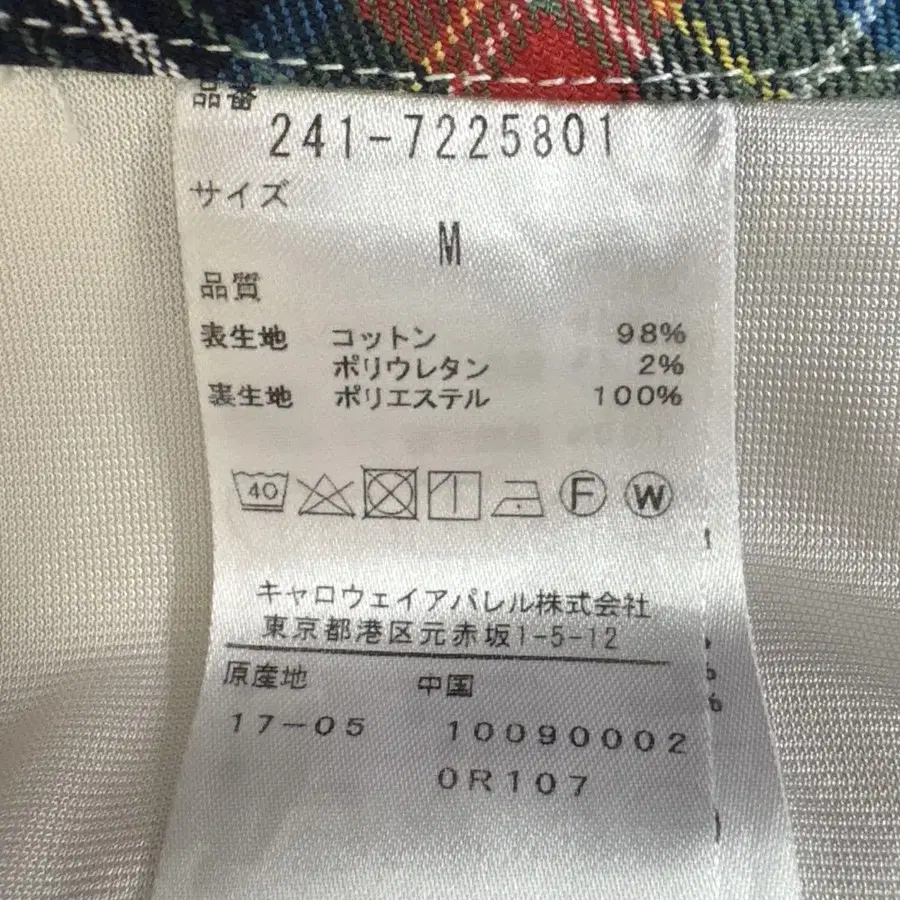 品番
241-7225801
サイズ
M
品質
表生地 コットン 98%
ポリウレタン 2%
裏生地 ポリエステル 100%
40 F W
キャロウェイアパレル株式会社
東京都港区元赤坂1-5-12
原産地 中国
17-05 10090002
0R107